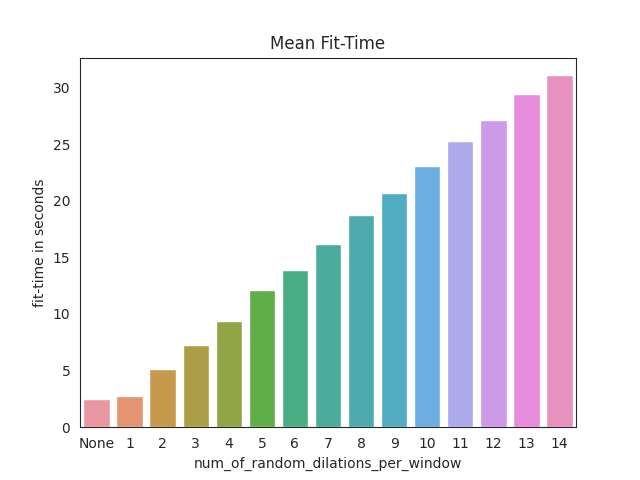 Mean Fit-Time
fit-time in seconds
30
25
20
15
10
5
0
None 1 2 3 4 5 6 7 8 9 10 11 12 13 14
num_of_random_dilations_per_window